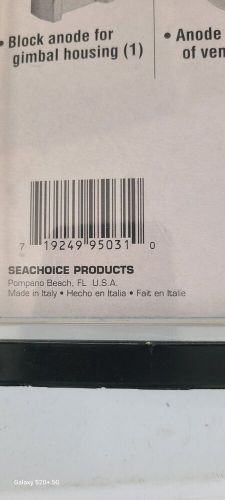 • Block anode for
gimbal housing (1)
• Anode
of ven
7 19249 95031 0
SEACHOICE PRODUCTS
Pompano Beach, FL U.S.A.
Made in Italy • Hecho en Italia • Fait en Italie
Galaxy S20+ 5G